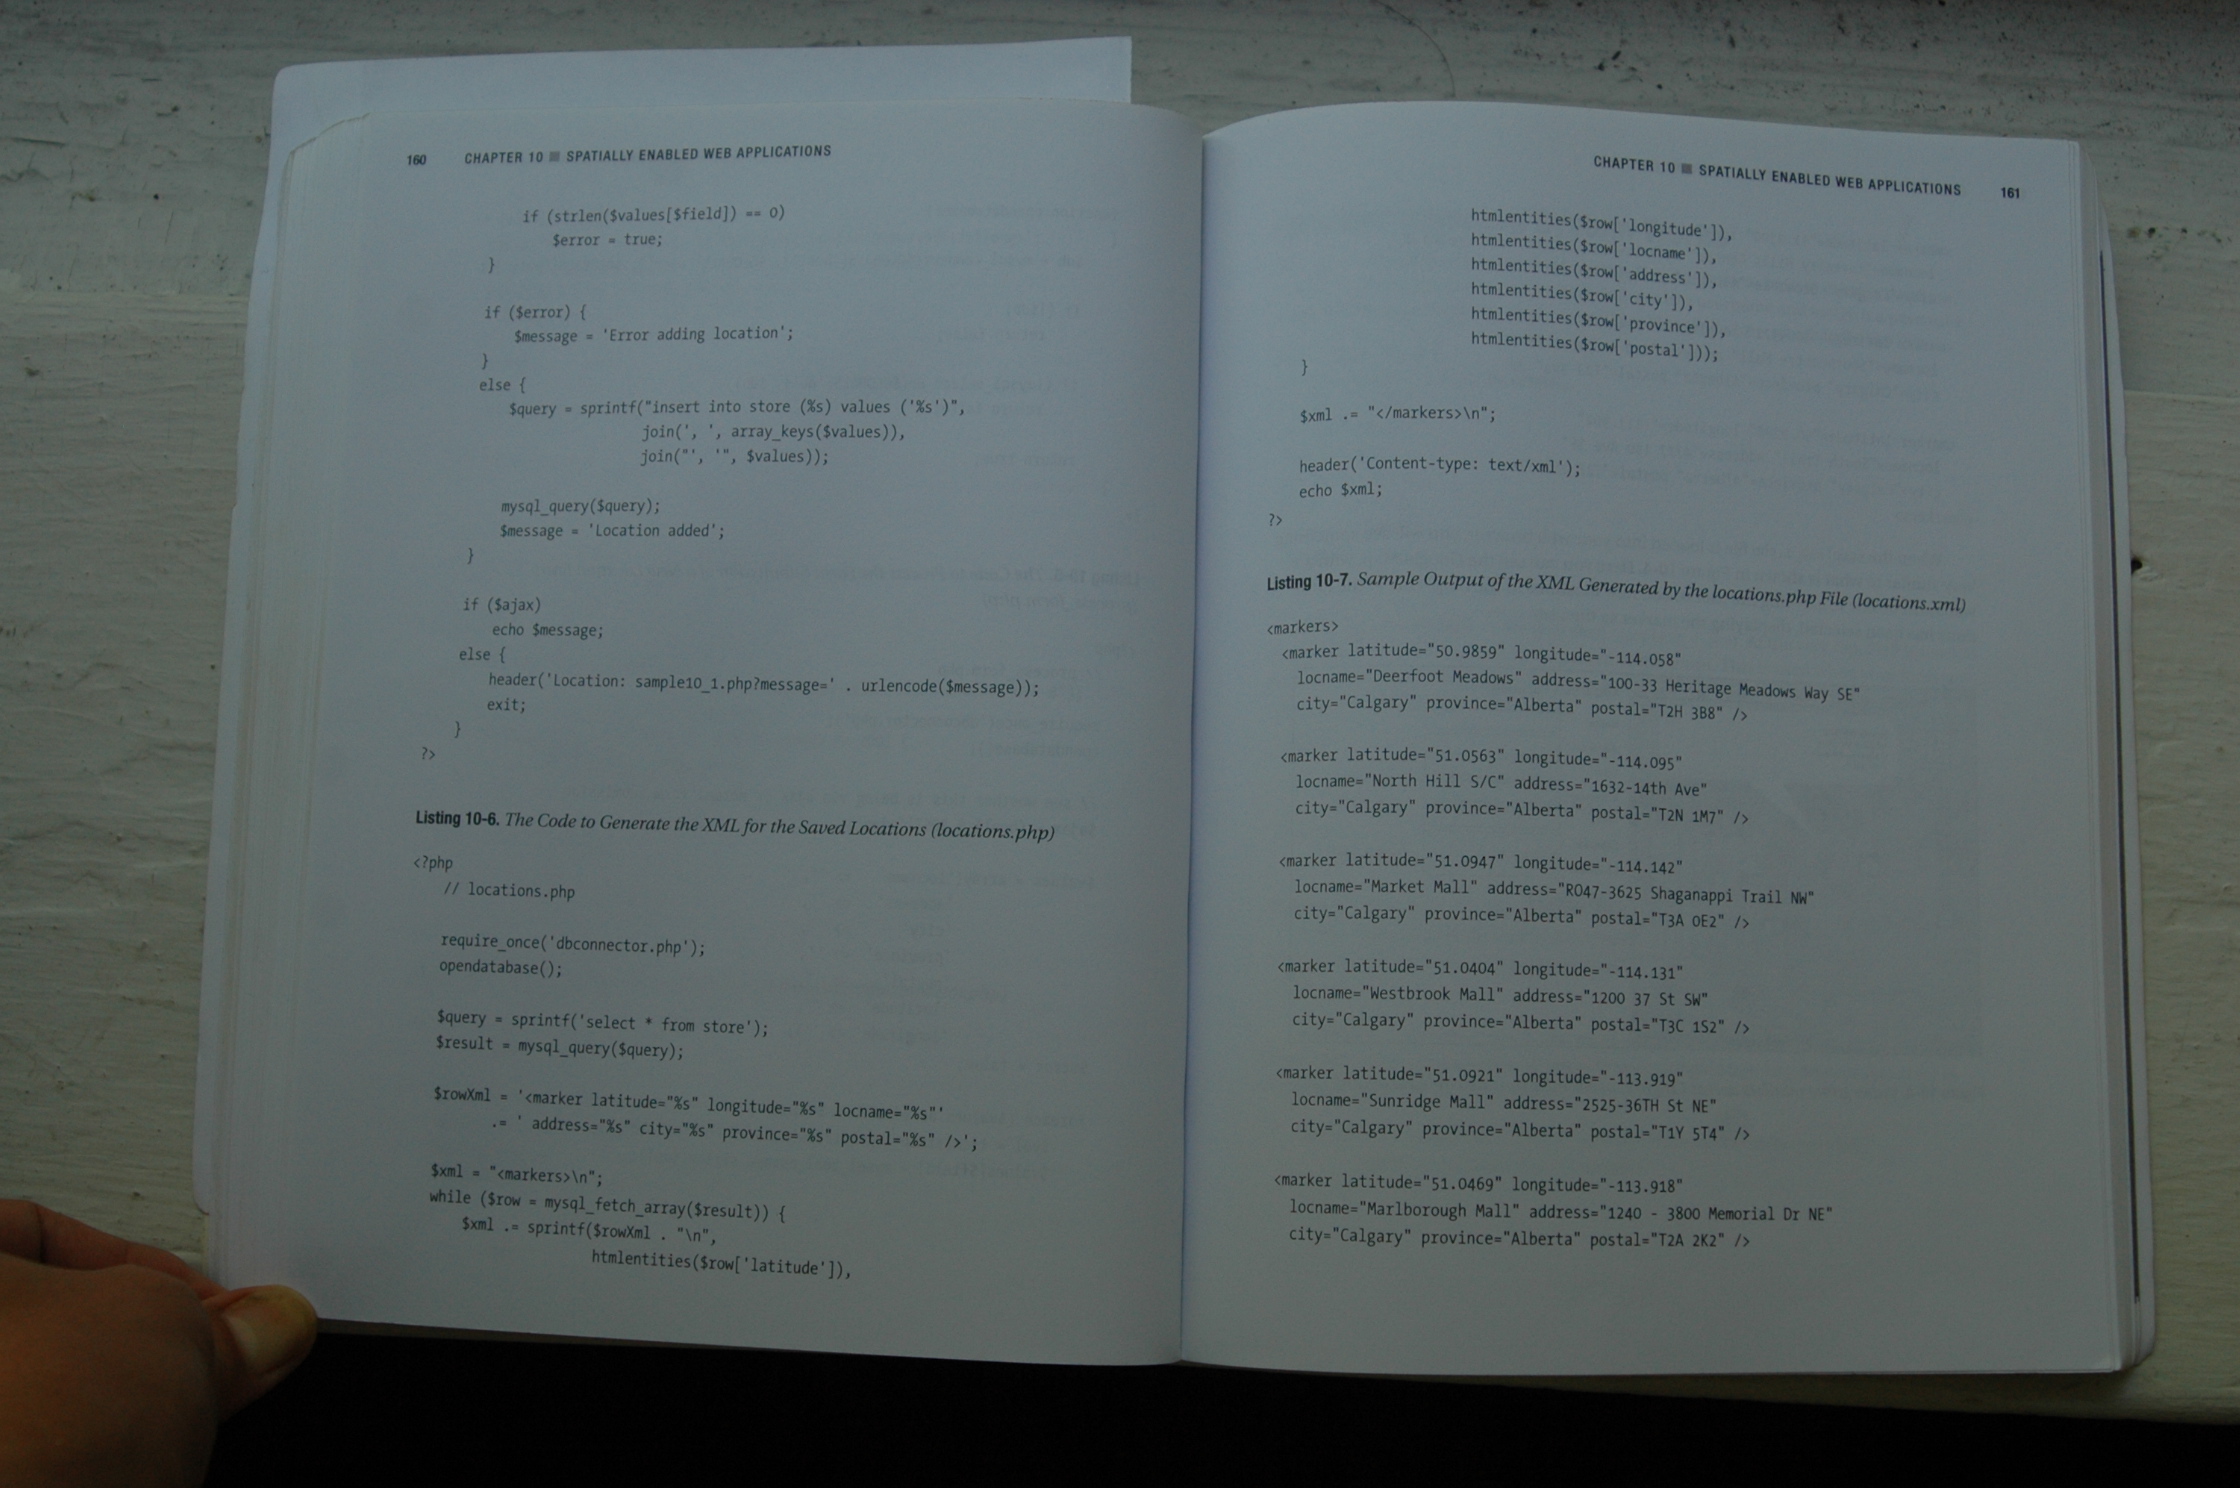 160 CHAPTER 10 ■ SPATIALLY ENABLED WEB APPLICATIONS
if (strlen($values[$field]) == 0)
$error = true;
}
if ($error) {
$message = 'Error adding location';
}
else {
$query = sprintf("insert into store (%s) values ('%s')",
join(', ', array_keys($values)),
join("', '", $values));
mysql_query($query);
$message = 'Location added';
}
if ($ajax)
echo $message;
else {
header('Location: sample10_1.php?message=' . urlencode($message));
exit;
}
?>
Listing 10-6. The Code to Generate the XML for the Saved Locations (locations.php)
<?php
// locations.php
require_once('dbconnector.php');
opendatabase();
$query = sprintf('select * from store');
$result = mysql_query($query);
$rowXml = '<marker latitude="%s" longitude="%s" locname="%s"'
.= ' address="%s" city="%s" province="%s" postal="%s" />';
$xml = "<markers>\n";
while ($row = mysql_fetch_array($result)) {
$xml .= sprintf($rowXml . "\n",
htmlentities($row['latitude']),
CHAPTER 10 ■ SPATIALLY ENABLED WEB APPLICATIONS 161
htmlentities($row['longitude']),
htmlentities($row['locname']),
htmlentities($row['address']),
htmlentities($row['city']),
htmlentities($row['province']),
htmlentities($row['postal']));
}
$xml .= "</markers>\n";
header('Content-type: text/xml');
echo $xml;
?>
Listing 10-7. Sample Output of the XML Generated by the locations.php File (locations.xml)
<markers>
<marker latitude="50.9859" longitude="-114.058"
locname="Deerfoot Meadows" address="100-33 Heritage Meadows Way SE"
city="Calgary" province="Alberta" postal="T2H 3B8" />
<marker latitude="51.0563" longitude="-114.095"
locname="North Hill S/C" address="1632-14th Ave"
city="Calgary" province="Alberta" postal="T2N 1M7" />
<marker latitude="51.0947" longitude="-114.142"
locname="Market Mall" address="RO47-3625 Shaganappi Trail NW"
city="Calgary" province="Alberta" postal="T3A 0E2" />
<marker latitude="51.0404" longitude="-114.131"
locname="Westbrook Mall" address="1200 37 St SW"
city="Calgary" province="Alberta" postal="T3C 1S2" />
<marker latitude="51.0921" longitude="-113.919"
locname="Sunridge Mall" address="2525-36TH St NE"
city="Calgary" province="Alberta" postal="T1Y 5T4" />
<marker latitude="51.0469" longitude="-113.918"
locname="Marlborough Mall" address="1240 - 3800 Memorial Dr NE"
city="Calgary" province="Alberta" postal="T2A 2K2" />